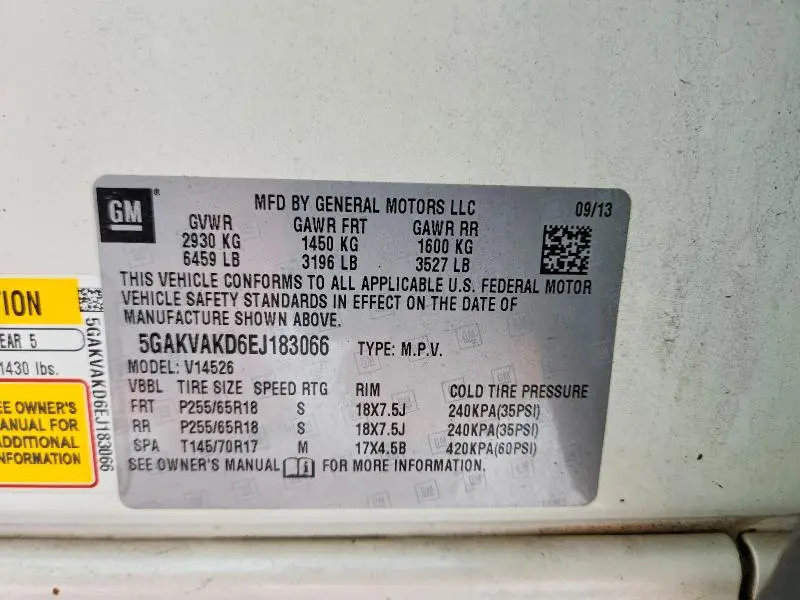 GM
®
MFD BY GENERAL MOTORS LLC
09/13
GVWR GAWR FRT GAWR RR
2930 KG 1450 KG 1600 KG
6459 LB 3196 LB 3527 LB
THIS VEHICLE CONFORMS TO ALL APPLICABLE U.S. FEDERAL MOTOR
VEHICLE SAFETY STANDARDS IN EFFECT ON THE DATE OF
MANUFACTURE SHOWN ABOVE.
5GAKVAKD6EJ183066 TYPE: M.P.V.
MODEL: V14526
VBBL TIRE SIZE SPEED RTG RIM COLD TIRE PRESSURE
FRT P255/65R18 S 18X7.5J 240KPA(35PSI)
RR P255/65R18 S 18X7.5J 240KPA(35PSI)
SPA T145/70R17 M 17X4.5B 420KPA(60PSI)
SEE OWNER'S MANUAL i FOR MORE INFORMATION.
TION
EAR 5
1430 lbs.
EE OWNER'S
ANUAL FOR
ADDITIONAL
NFORMATION
5GAKVAKD6EJ183066